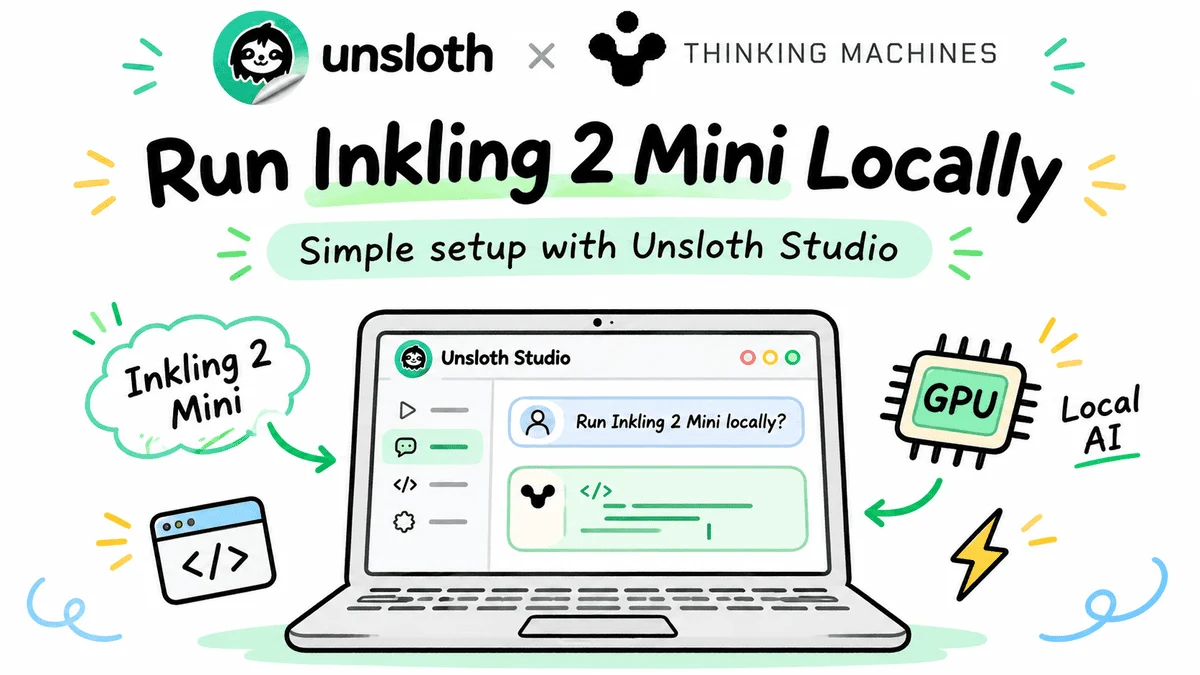 unsloth × THINKING MACHINES
Run Inkling 2 Mini Locally
Simple setup with Unsloth Studio
Inkling 2
Mini
Unsloth Studio
Run Inkling 2 Mini locally?
</>
</>
</>
GPU
Local
AI